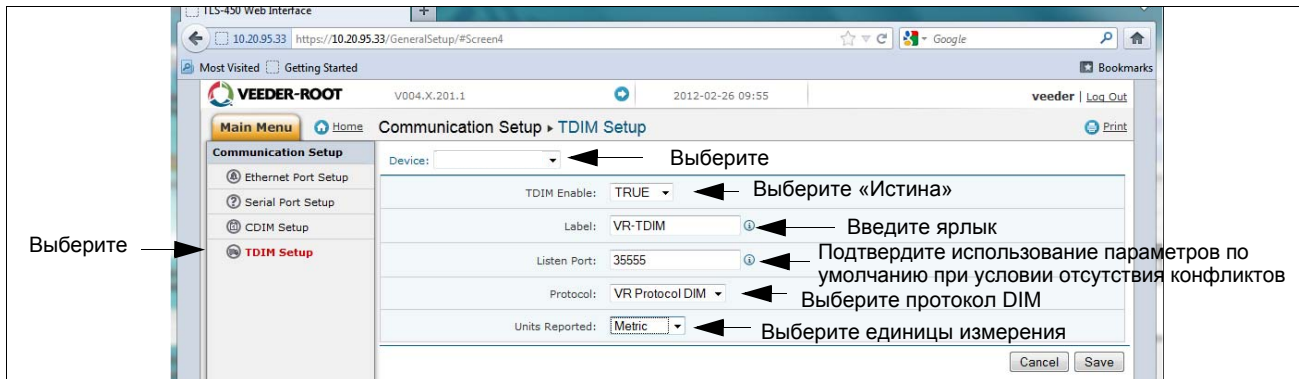 TLS-450 Web Interface +
10.20.95.33 https://10.20.95.33/GeneralSetup/#Screen4 Google
Most Visited Getting Started Bookmarks
VEEDER-ROOT V004.X.201.1 2012-02-26 09:55 veeder | Log Out
Main Menu Home Communication Setup ▸ TDIM Setup Print
Communication Setup
Ethernet Port Setup
Serial Port Setup
CDIM Setup
TDIM Setup
Выберите
Device: Выберите
TDIM Enable: TRUE Выберите «Истина»
Label: VR-TDIM Введите ярлык
Listen Port: 35555 Подтвердите использование параметров по
умолчанию при условии отсутствия конфликтов
Protocol: VR Protocol DIM Выберите протокол DIM
Units Reported: Metric Выберите единицы измерения
Cancel Save